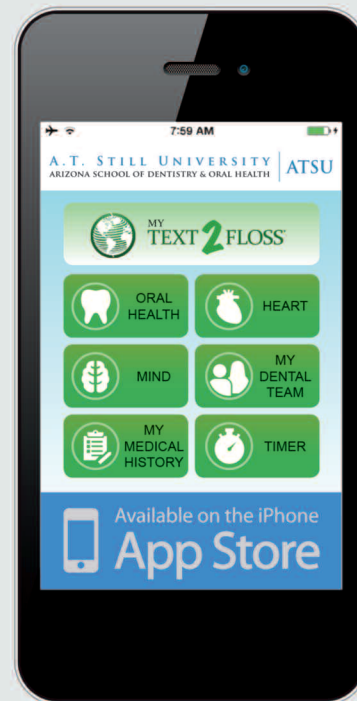 7:59 AM
A.T. STILL UNIVERSITY
ARIZONA SCHOOL OF DENTISTRY & ORAL HEALTH
ATSU
MY
TEXT 2 FLOSS
ORAL
HEALTH
HEART
MIND
MY
DENTAL
TEAM
MY
MEDICAL
HISTORY
TIMER
Available on the iPhone
App Store